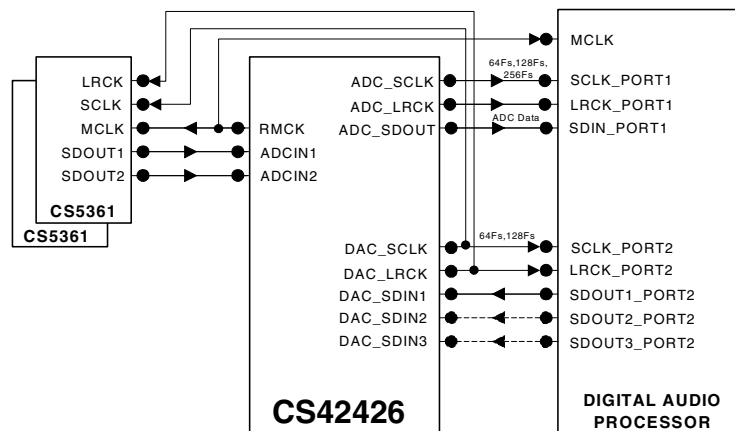 LRCK
SCLK
MCLK
SDOUT1
SDOUT2
CS5361
CS5361
RMCK
ADCIN1
ADCIN2
ADC_SCLK
ADC_LRCK
ADC_SDOUT
DAC_SCLK
DAC_LRCK
DAC_SDIN1
DAC_SDIN2
DAC_SDIN3
CS42426
64Fs,128Fs,
256Fs
ADC Data
64Fs,128Fs
MCLK
SCLK_PORT1
LRCK_PORT1
SDIN_PORT1
SCLK_PORT2
LRCK_PORT2
SDOUT1_PORT2
SDOUT2_PORT2
SDOUT3_PORT2
DIGITAL AUDIO
PROCESSOR